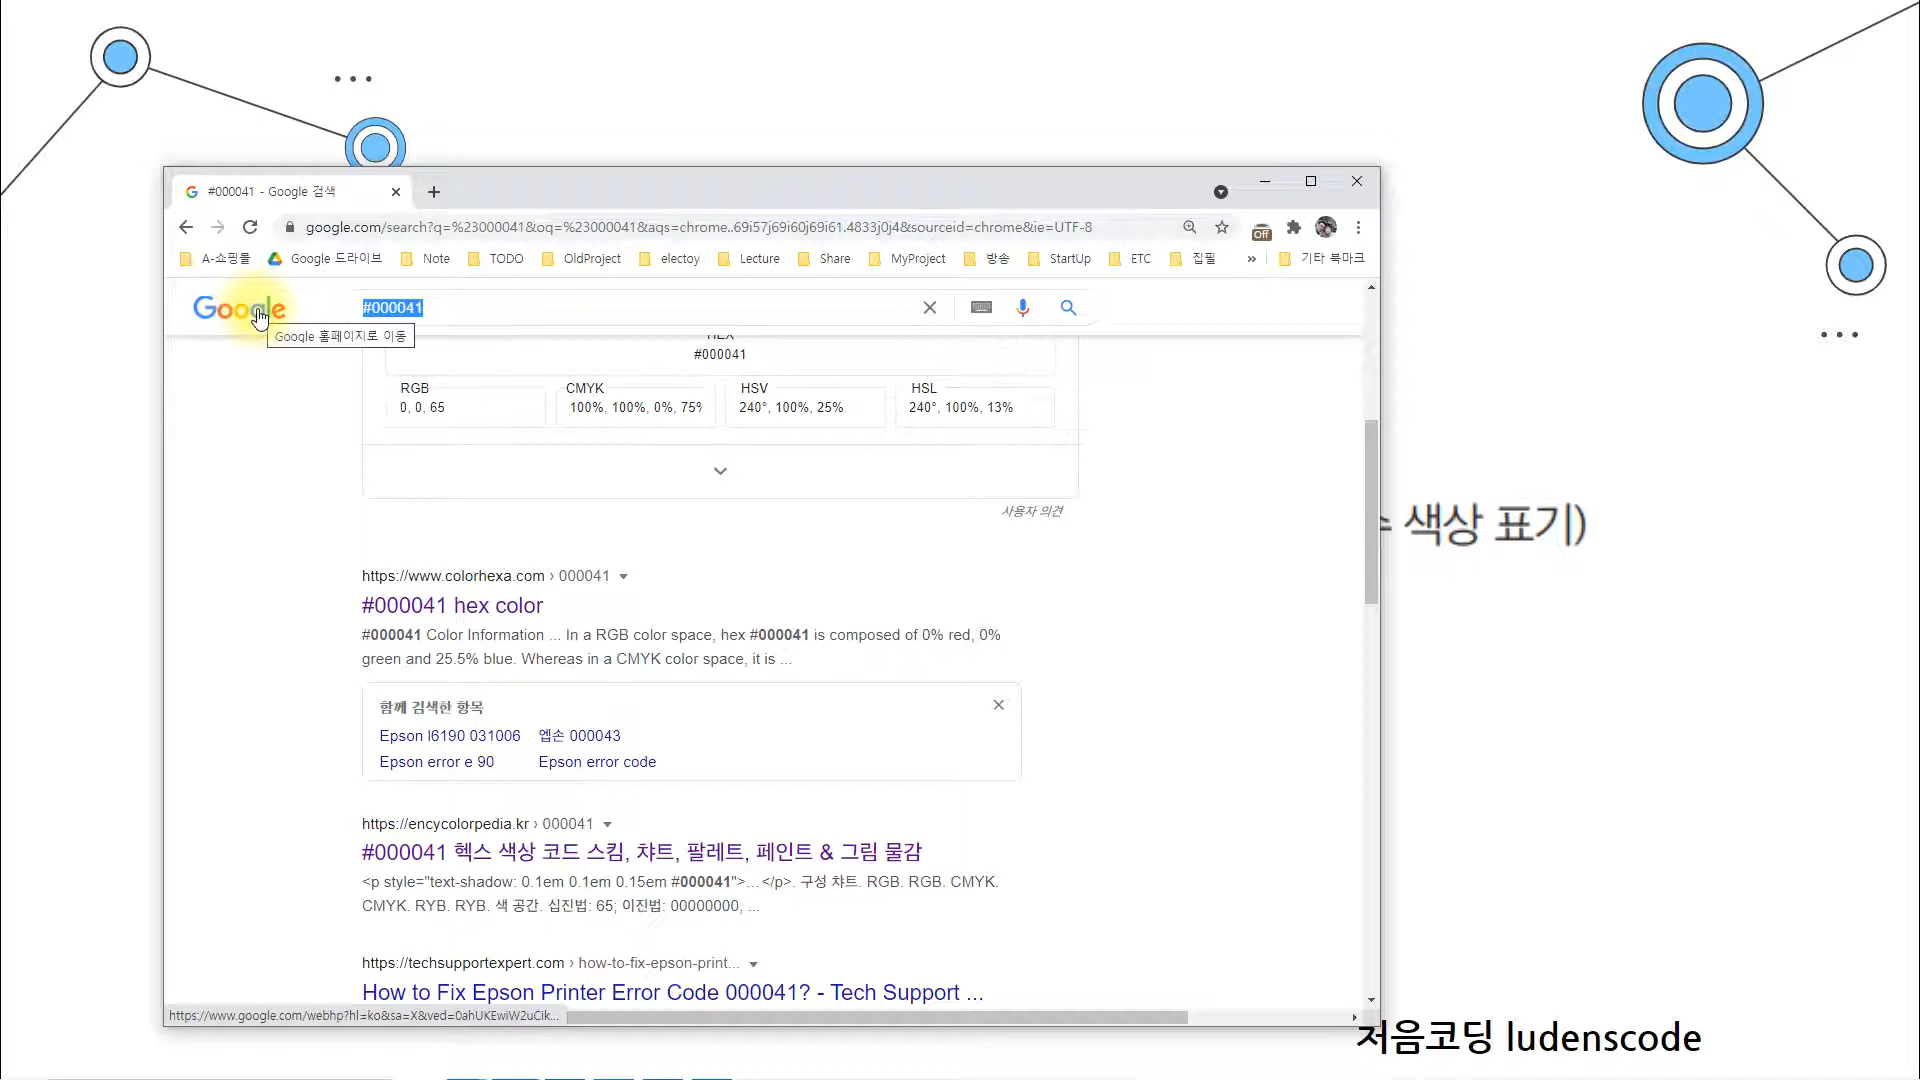 #000041 - Google 검색
google.com/search?q=%23000041&oq=%23000041&aqs=chrome..69i57j69i60j69i61.4833j0j4&sourceid=chrome&ie=UTF-8
Off
A-쇼핑몰 Google 드라이브 Note TODO OldProject electoy Lecture Share MyProject 방송 StartUp ETC 집필 » 기타 북마크
Google #000041
Google 홈페이지로 이동
HEX
#000041
RGB CMYK HSV HSL
0, 0, 65 100%, 100%, 0%, 75% 240°, 100%, 25% 240°, 100%, 13%
사용자 의견
색상 표기)
https://www.colorhexa.com › 000041
#000041 hex color
#000041 Color Information ... In a RGB color space, hex #000041 is composed of 0% red, 0%
green and 25.5% blue. Whereas in a CMYK color space, it is ...
함께 검색한 항목
Epson l6190 031006 엡손 000043
Epson error e 90 Epson error code
https://encycolorpedia.kr › 000041
#000041 헥스 색상 코드 스킴, 챠트, 팔레트, 페인트 & 그림 물감
<p style="text-shadow: 0.1em 0.1em 0.15em #000041">... </p>. 구성 챠트. RGB. RGB. CMYK.
CMYK. RYB. RYB. 색 공간. 십진법: 65; 이진법: 00000000, ...
https://techsupportexpert.com › how-to-fix-epson-print...
How to Fix Epson Printer Error Code 000041? - Tech Support ...
https://www.google.com/webhp?hl=ko&sa=X&ved=0ahUKEwiW2uCik...
처음코딩 ludenscode